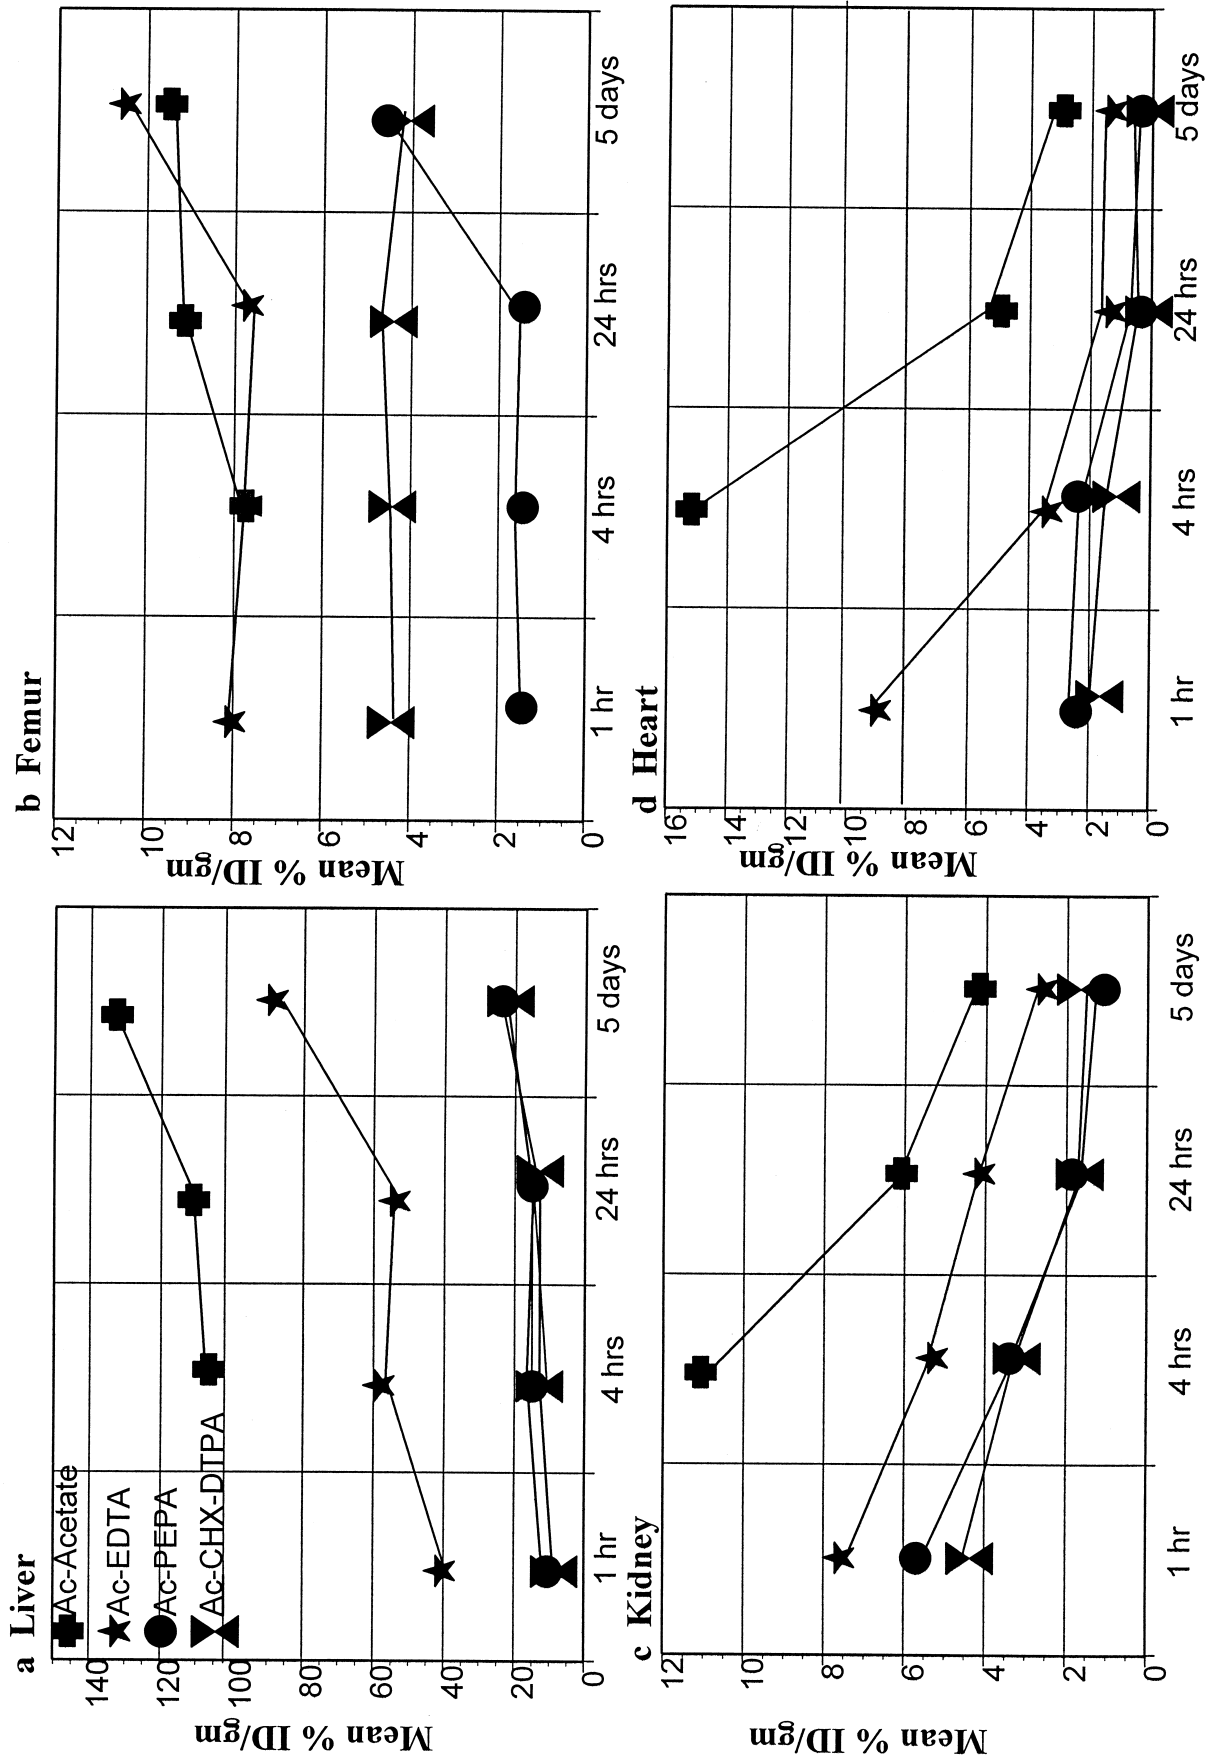 a Liver
Ac-Acetate
Ac-EDTA
Ac-PEPA
Ac-CHX-DTPA
Mean % ID/gm
140
120
100
80
60
40
20
0
1 hr
4 hrs
24 hrs
5 days
b Femur
Mean % ID/gm
12
10
8
6
4
2
0
1 hr
4 hrs
24 hrs
5 days
c Kidney
Mean % ID/gm
12
10
8
6
4
2
0
1 hr
4 hrs
24 hrs
5 days
d Heart
Mean % ID/gm
16
14
12
10
8
6
4
2
0
1 hr
4 hrs
24 hrs
5 days